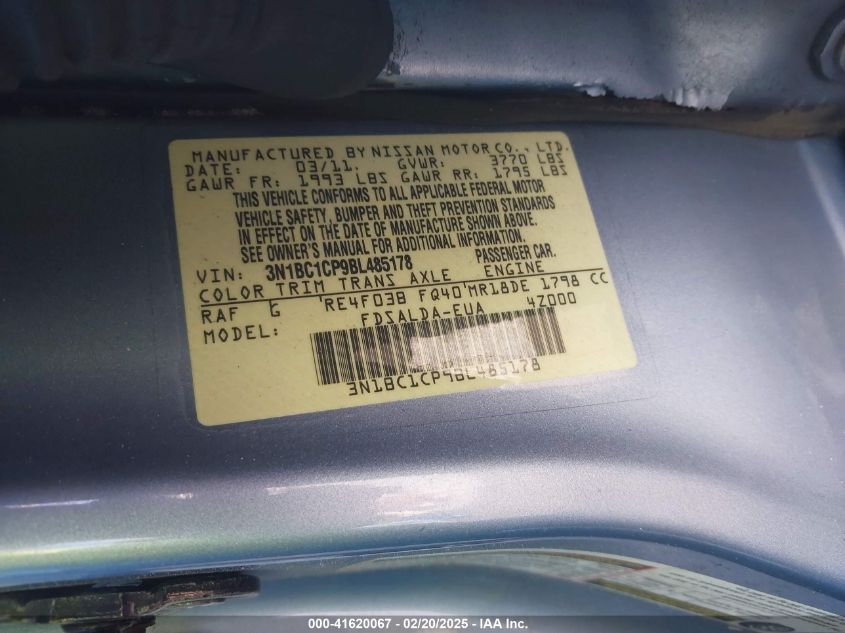 MANUFACTURED BY NISSAN MOTOR CO., LTD.
DATE: 03/11. GVWR: 3770 LBS
GAWR FR: 1993 LBS GAWR RR: 1795 LBS
THIS VEHICLE CONFORMS TO ALL APPLICABLE FEDERAL MOTOR
VEHICLE SAFETY, BUMPER AND THEFT PREVENTION STANDARDS
IN EFFECT ON THE DATE OF MANUFACTURE SHOWN ABOVE.
SEE OWNER'S MANUAL FOR ADDITIONAL INFORMATION.
VIN: 3N1BC1CP9BL485178 PASSENGER CAR.
COLOR TRIM TRANS AXLE ENGINE
RAF G 'RE4F03B FQ40'MR18DE 1798 CC
MODEL: FDSALDA-EUA 4Z000
3N1BC1CP9BL485178
000-41620067 - 02/20/2025 - IAA Inc.